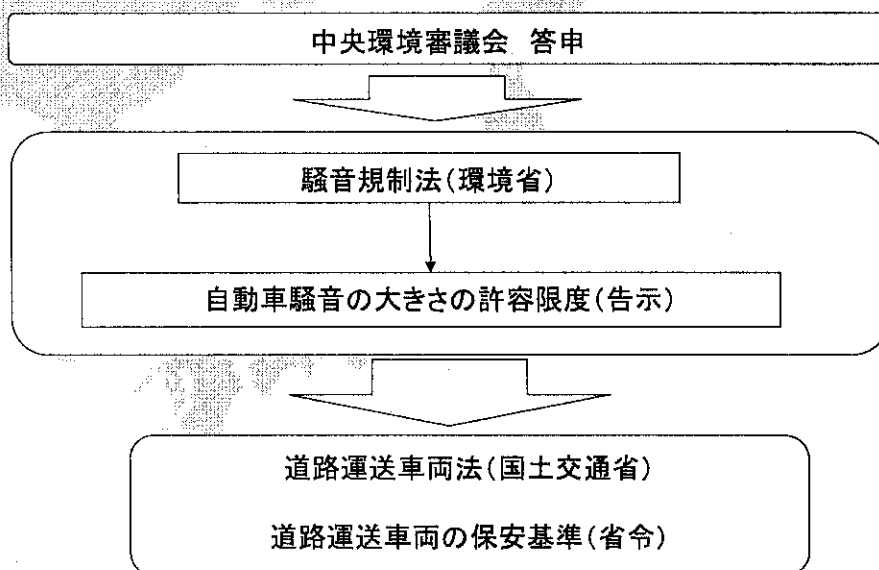 中央環境審議会 答申
騒音規制法(環境省)
自動車騒音の大きさの許容限度(告示)
道路運送車両法(国土交通省)
道路運送車両の保安基準(省令)